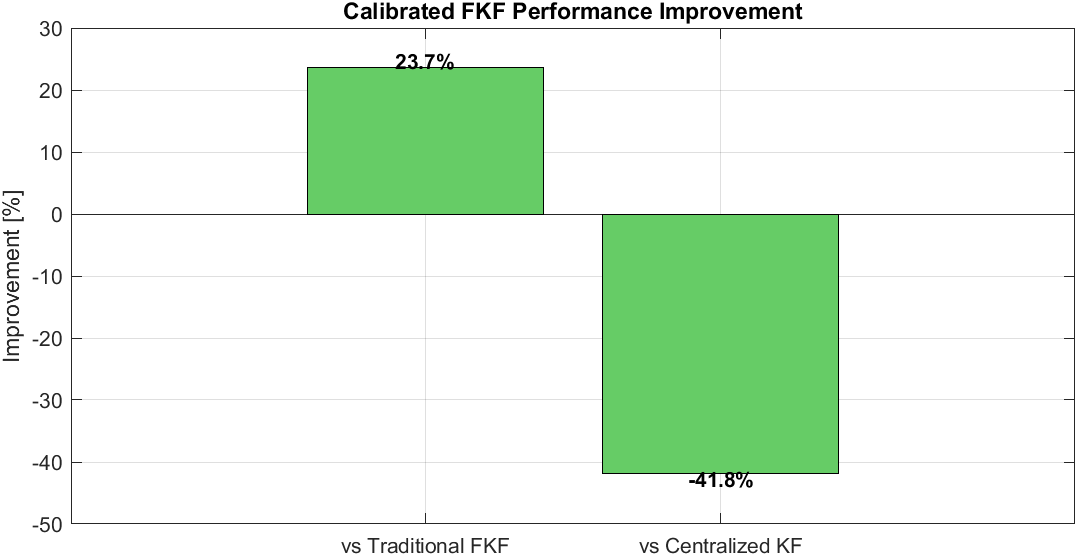 Calibrated FKF Performance Improvement
Improvement [%]
30
20
10
0
-10
-20
-30
-40
-50
23.7%
-41.8%
vs Traditional FKF
vs Centralized KF